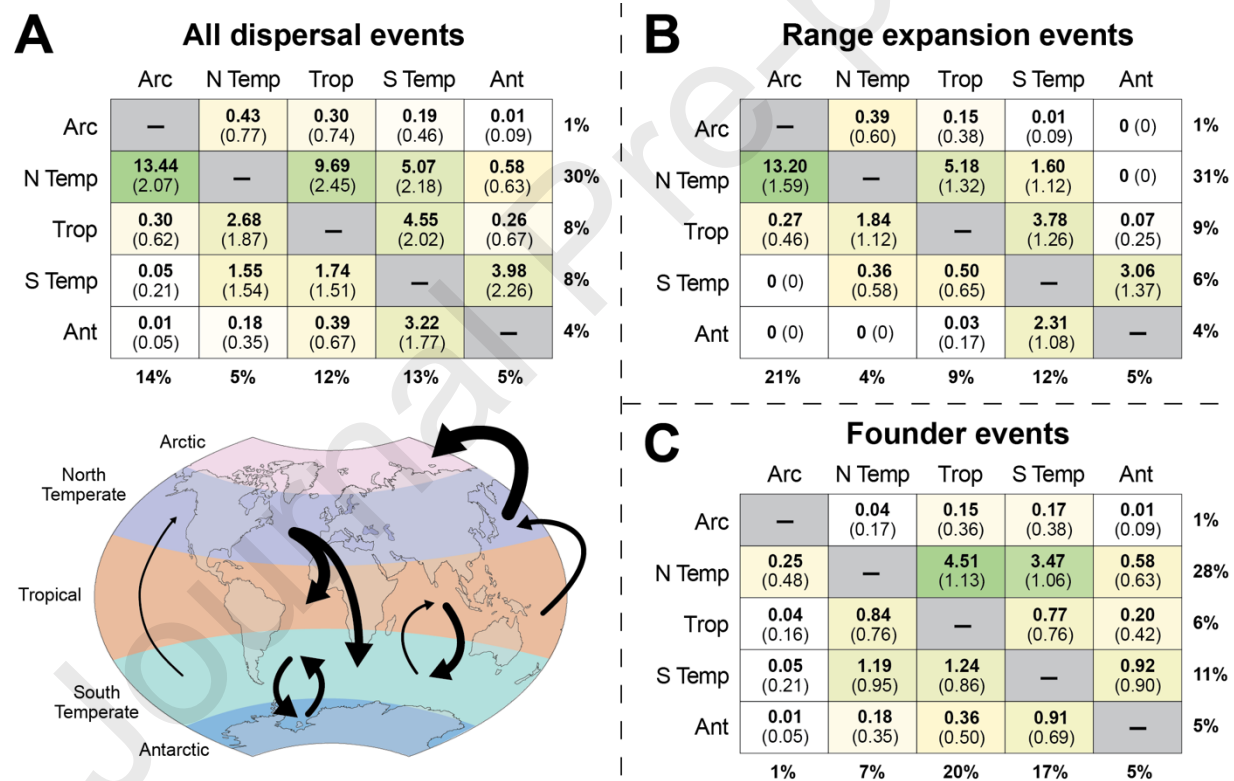 A
All dispersal events
Arc N Temp Trop S Temp Ant
Arc — 0.43 0.30 0.19 0.01 1%
(0.77) (0.74) (0.46) (0.09)
N Temp 13.44 — 9.69 5.07 0.58 30%
(2.07) (2.45) (2.18) (0.63)
Trop 0.30 2.68 — 4.55 0.26 8%
(0.62) (1.87) (2.02) (0.67)
S Temp 0.05 1.55 1.74 — 3.98 8%
(0.21) (1.54) (1.51) (2.26)
Ant 0.01 0.18 0.39 3.22 — 4%
(0.05) (0.35) (0.67) (1.77)
14% 5% 12% 13% 5%
Arctic
North
Temperate
Tropical
South
Temperate
Antarctic
B
Range expansion events
Arc N Temp Trop S Temp Ant
Arc — 0.39 0.15 0.01 0 (0) 1%
(0.60) (0.38) (0.09)
N Temp 13.20 — 5.18 1.60 0 (0) 31%
(1.59) (1.32) (1.12)
Trop 0.27 1.84 — 3.78 0.07 9%
(0.46) (1.12) (1.26) (0.25)
S Temp 0 (0) 0.36 0.50 — 3.06 6%
(0.58) (0.65) (1.37)
Ant 0 (0) 0 (0) 0.03 2.31 — 4%
(0.17) (1.08)
21% 4% 9% 12% 5%
C
Founder events
Arc N Temp Trop S Temp Ant
Arc — 0.04 0.15 0.17 0.01 1%
(0.17) (0.36) (0.38) (0.09)
N Temp 0.25 — 4.51 3.47 0.58 28%
(0.48) (1.13) (1.06) (0.63)
Trop 0.04 0.84 — 0.77 0.20 6%
(0.16) (0.76) (0.76) (0.42)
S Temp 0.05 1.19 1.24 — 0.92 11%
(0.21) (0.95) (0.86) (0.90)
Ant 0.01 0.18 0.36 0.91 — 5%
(0.05) (0.35) (0.50) (0.69)
1% 7% 20% 17% 5%
Journal Pre-p